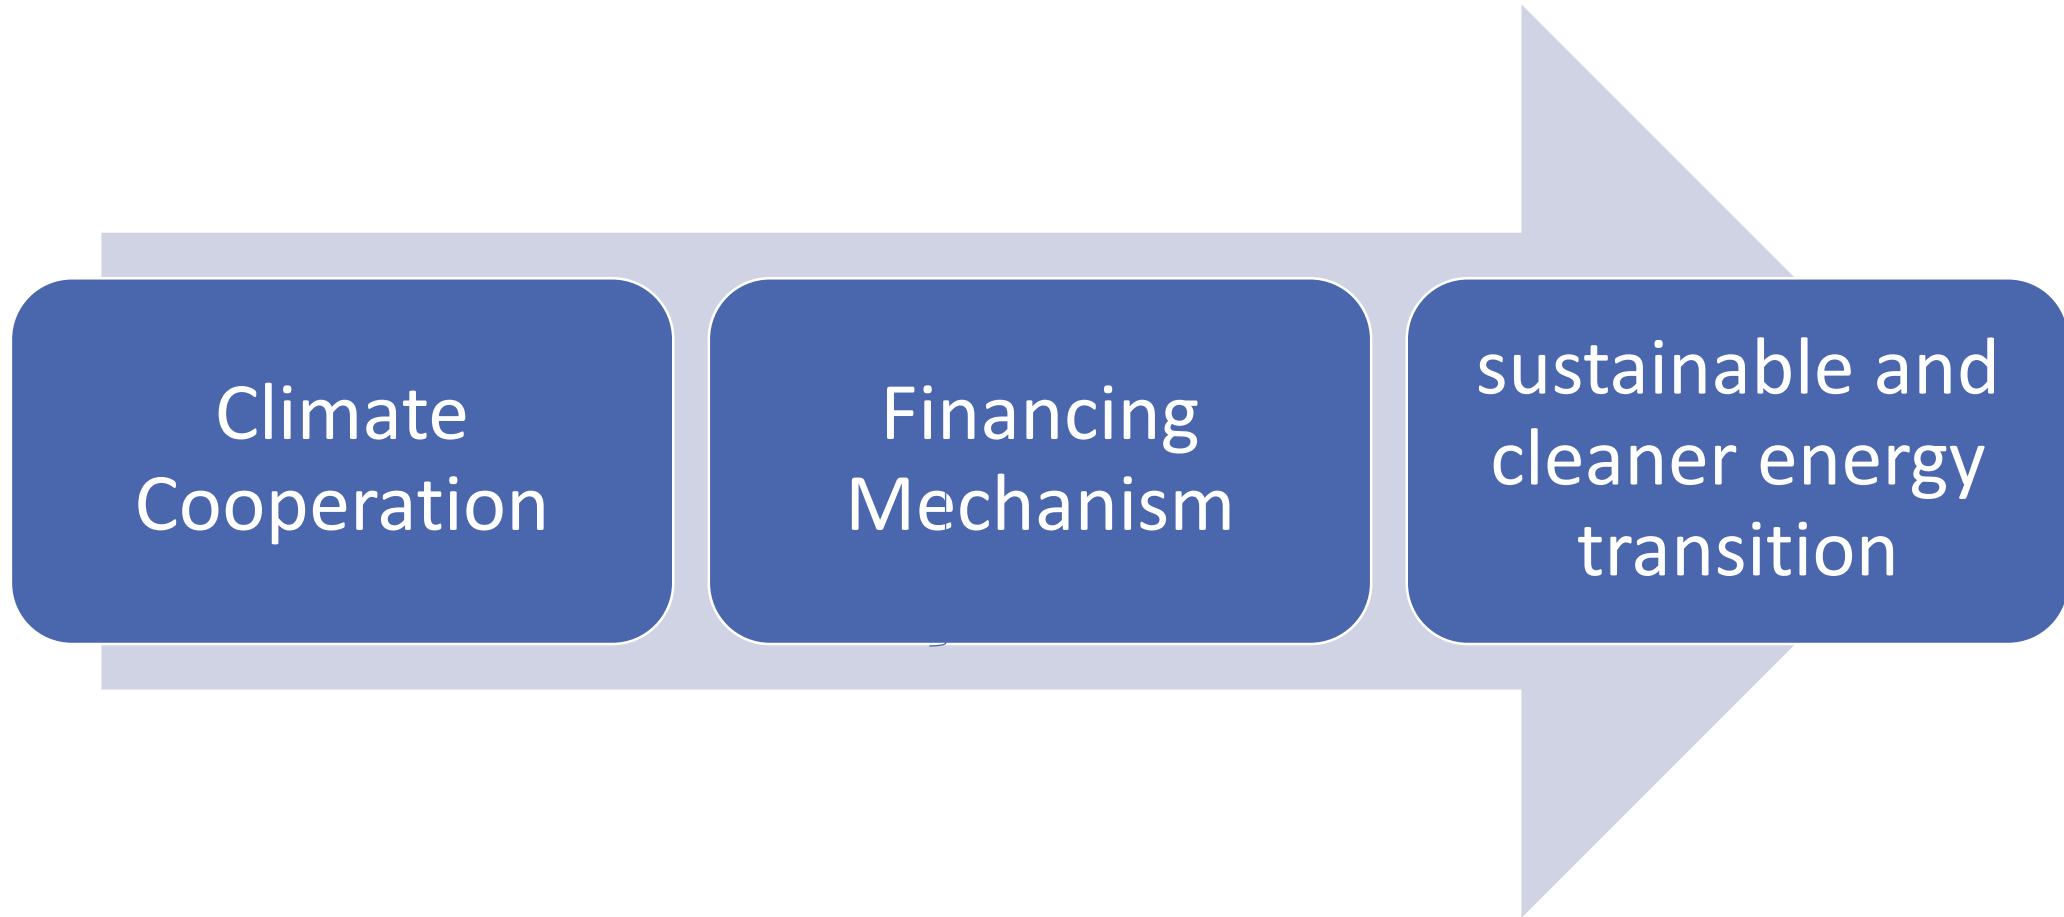 Climate
Cooperation
Financing
Mechanism
sustainable and
cleaner energy
transition